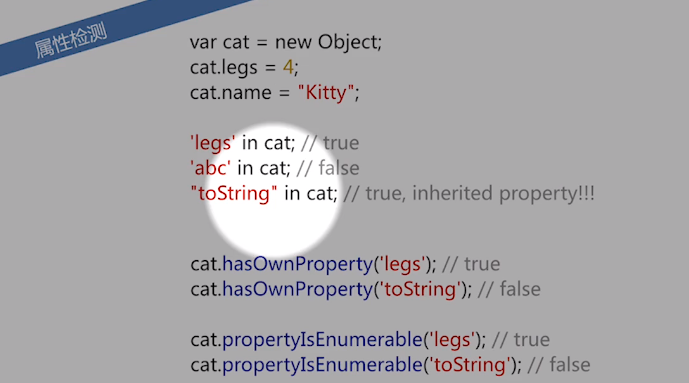 属性检测
var cat = new Object;
cat.legs = 4;
cat.name = "Kitty";
'legs' in cat; // true
'abc' in cat; // false
"toString" in cat; // true, inherited property!!!
cat.hasOwnProperty('legs'); // true
cat.hasOwnProperty('toString'); // false
cat.propertyIsEnumerable('legs'); // true
cat.propertyIsEnumerable('toString'); // false